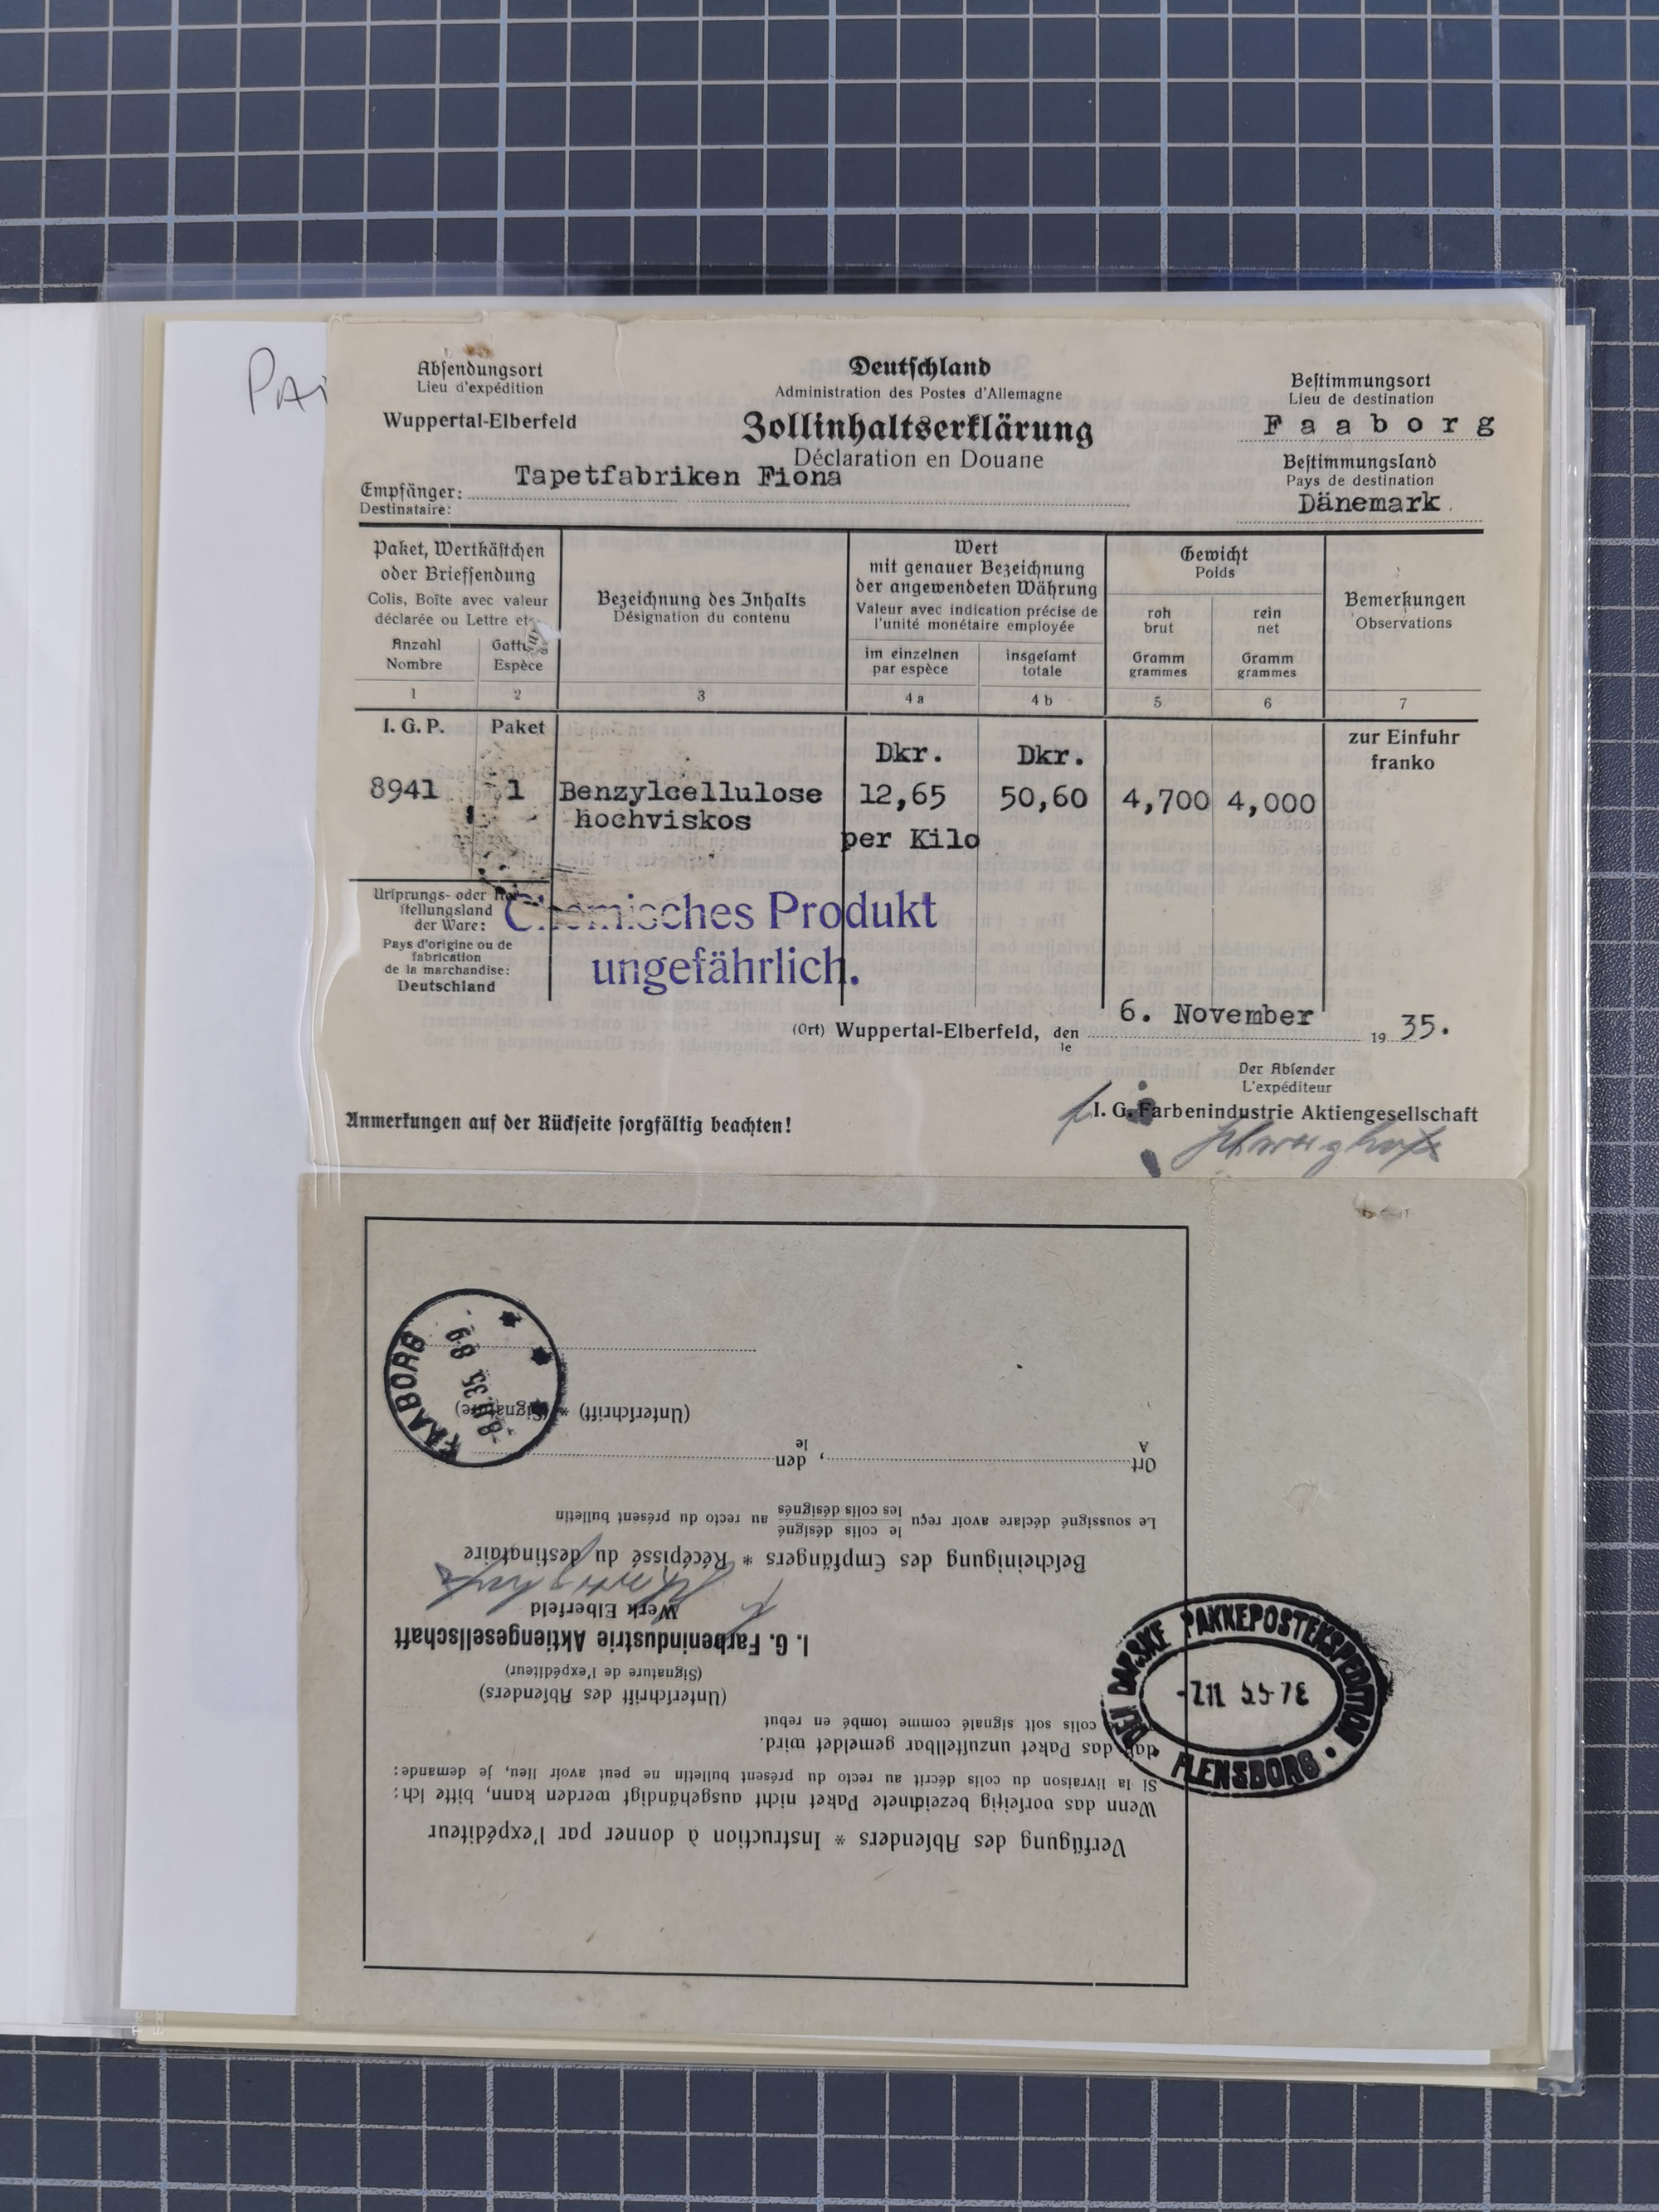 PAi
Absendungsort
Lieu d'expédition
Wuppertal-Elberfeld
Deutschland
Administration des Postes d'Allemagne
Zollinhaltserklärung
Déclaration en Douane
Bestimmungsort
Lieu de destination
Faaborg
Bestimmungsland
Pays de destination
Dänemark
Empfänger: Tapetfabriken Fiona
Destinataire:
Paket, Wertkästchen
oder Briefsendung
Colis, Boîte avec valeur
déclarée ou Lettre etc.
Anzahl
Nombre
Gattung
Espèce
Bezeichnung des Inhalts
Désignation du contenu
Wert
mit genauer Bezeichnung
der angewendeten Währung
Valeur avec indication précise de
l'unité monétaire employée
im einzelnen
par espèce
insgesamt
totale
Gewicht
Poids
roh
brut
rein
net
Gramm
grammes
Gramm
grammes
Bemerkungen
Observations
1 2 3 4a 4b 5 6 7
I. G. P. Paket
zur Einfuhr
franko
Dkr. Dkr.
8941 1 Benzylcellulose 12,65 50,60 4,700 4,000
hochviskos per Kilo
Ursprungs- oder Her-
stellungsland
der Ware:
Pays d'origine ou de
fabrication
de la marchandise:
Deutschland
Chemisches Produkt
ungefährlich.
(Ort) Wuppertal-Elberfeld, den 6. November 1935.
le
Der Absender
L'expéditeur
I. G. Farbenindustrie Aktiengesellschaft
Anmerkungen auf der Rückseite sorgfältig beachten!
Verfügung des Absenders * Instruction à donner par l'expéditeur
Wenn das vorseitig bezeichnete Paket nicht ausgehändigt werden kann, bitte ich:
Si la livraison du colis décrit au recto du présent bulletin ne peut avoir lieu, je demande:
daß das Paket unzustellbar gemeldet wird.
colis soit signalé comme tombé en rebut
(Unterschrift des Absenders)
(Signature de l'expéditeur)
I. G. Farbenindustrie Aktiengesellschaft
Werk Elberfeld
Bescheinigung des Empfängers * Récépissé du destinataire
Le soussigné déclare avoir reçu le colis désigné au recto du présent bulletin
les colis désignés
Ort , den
A le
(Unterschrift) * (Signature)
FAABORG
DEN DANSKE PAKKEPOSTEKSPEDITION
FLENSBORG